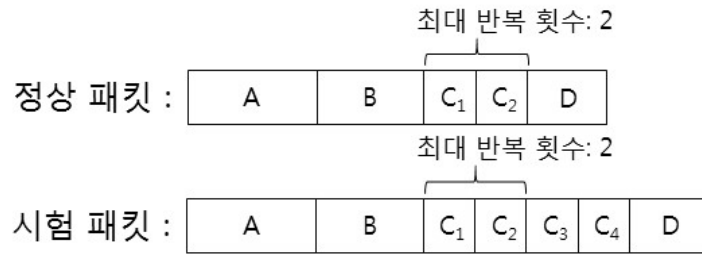 최대 반복 횟수: 2
정상 패킷 : A B C₁ C₂ D
최대 반복 횟수: 2
시험 패킷 : A B C₁ C₂ C₃ C₄ D